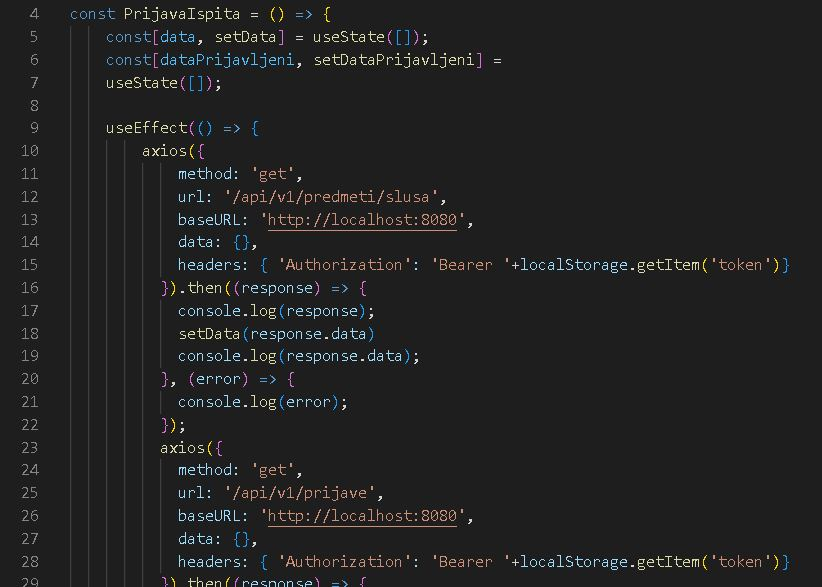 4 const PrijavaIspita = () => {
5 const[data, setData] = useState([]);
6 const[dataPrijavljeni, setDataPrijavljeni] =
7 useState([]);
8
9 useEffect(() => {
10 axios({
11 method: 'get',
12 url: '/api/v1/predmeti/slusa',
13 baseURL: 'http://localhost:8080',
14 data: {},
15 headers: { 'Authorization': 'Bearer '+localStorage.getItem('token')}
16 }).then((response) => {
17 console.log(response);
18 setData(response.data)
19 console.log(response.data);
20 }, (error) => {
21 console.log(error);
22 });
23 axios({
24 method: 'get',
25 url: '/api/v1/prijave',
26 baseURL: 'http://localhost:8080',
27 data: {},
28 headers: { 'Authorization': 'Bearer '+localStorage.getItem('token')}
29 }).then((response) => {